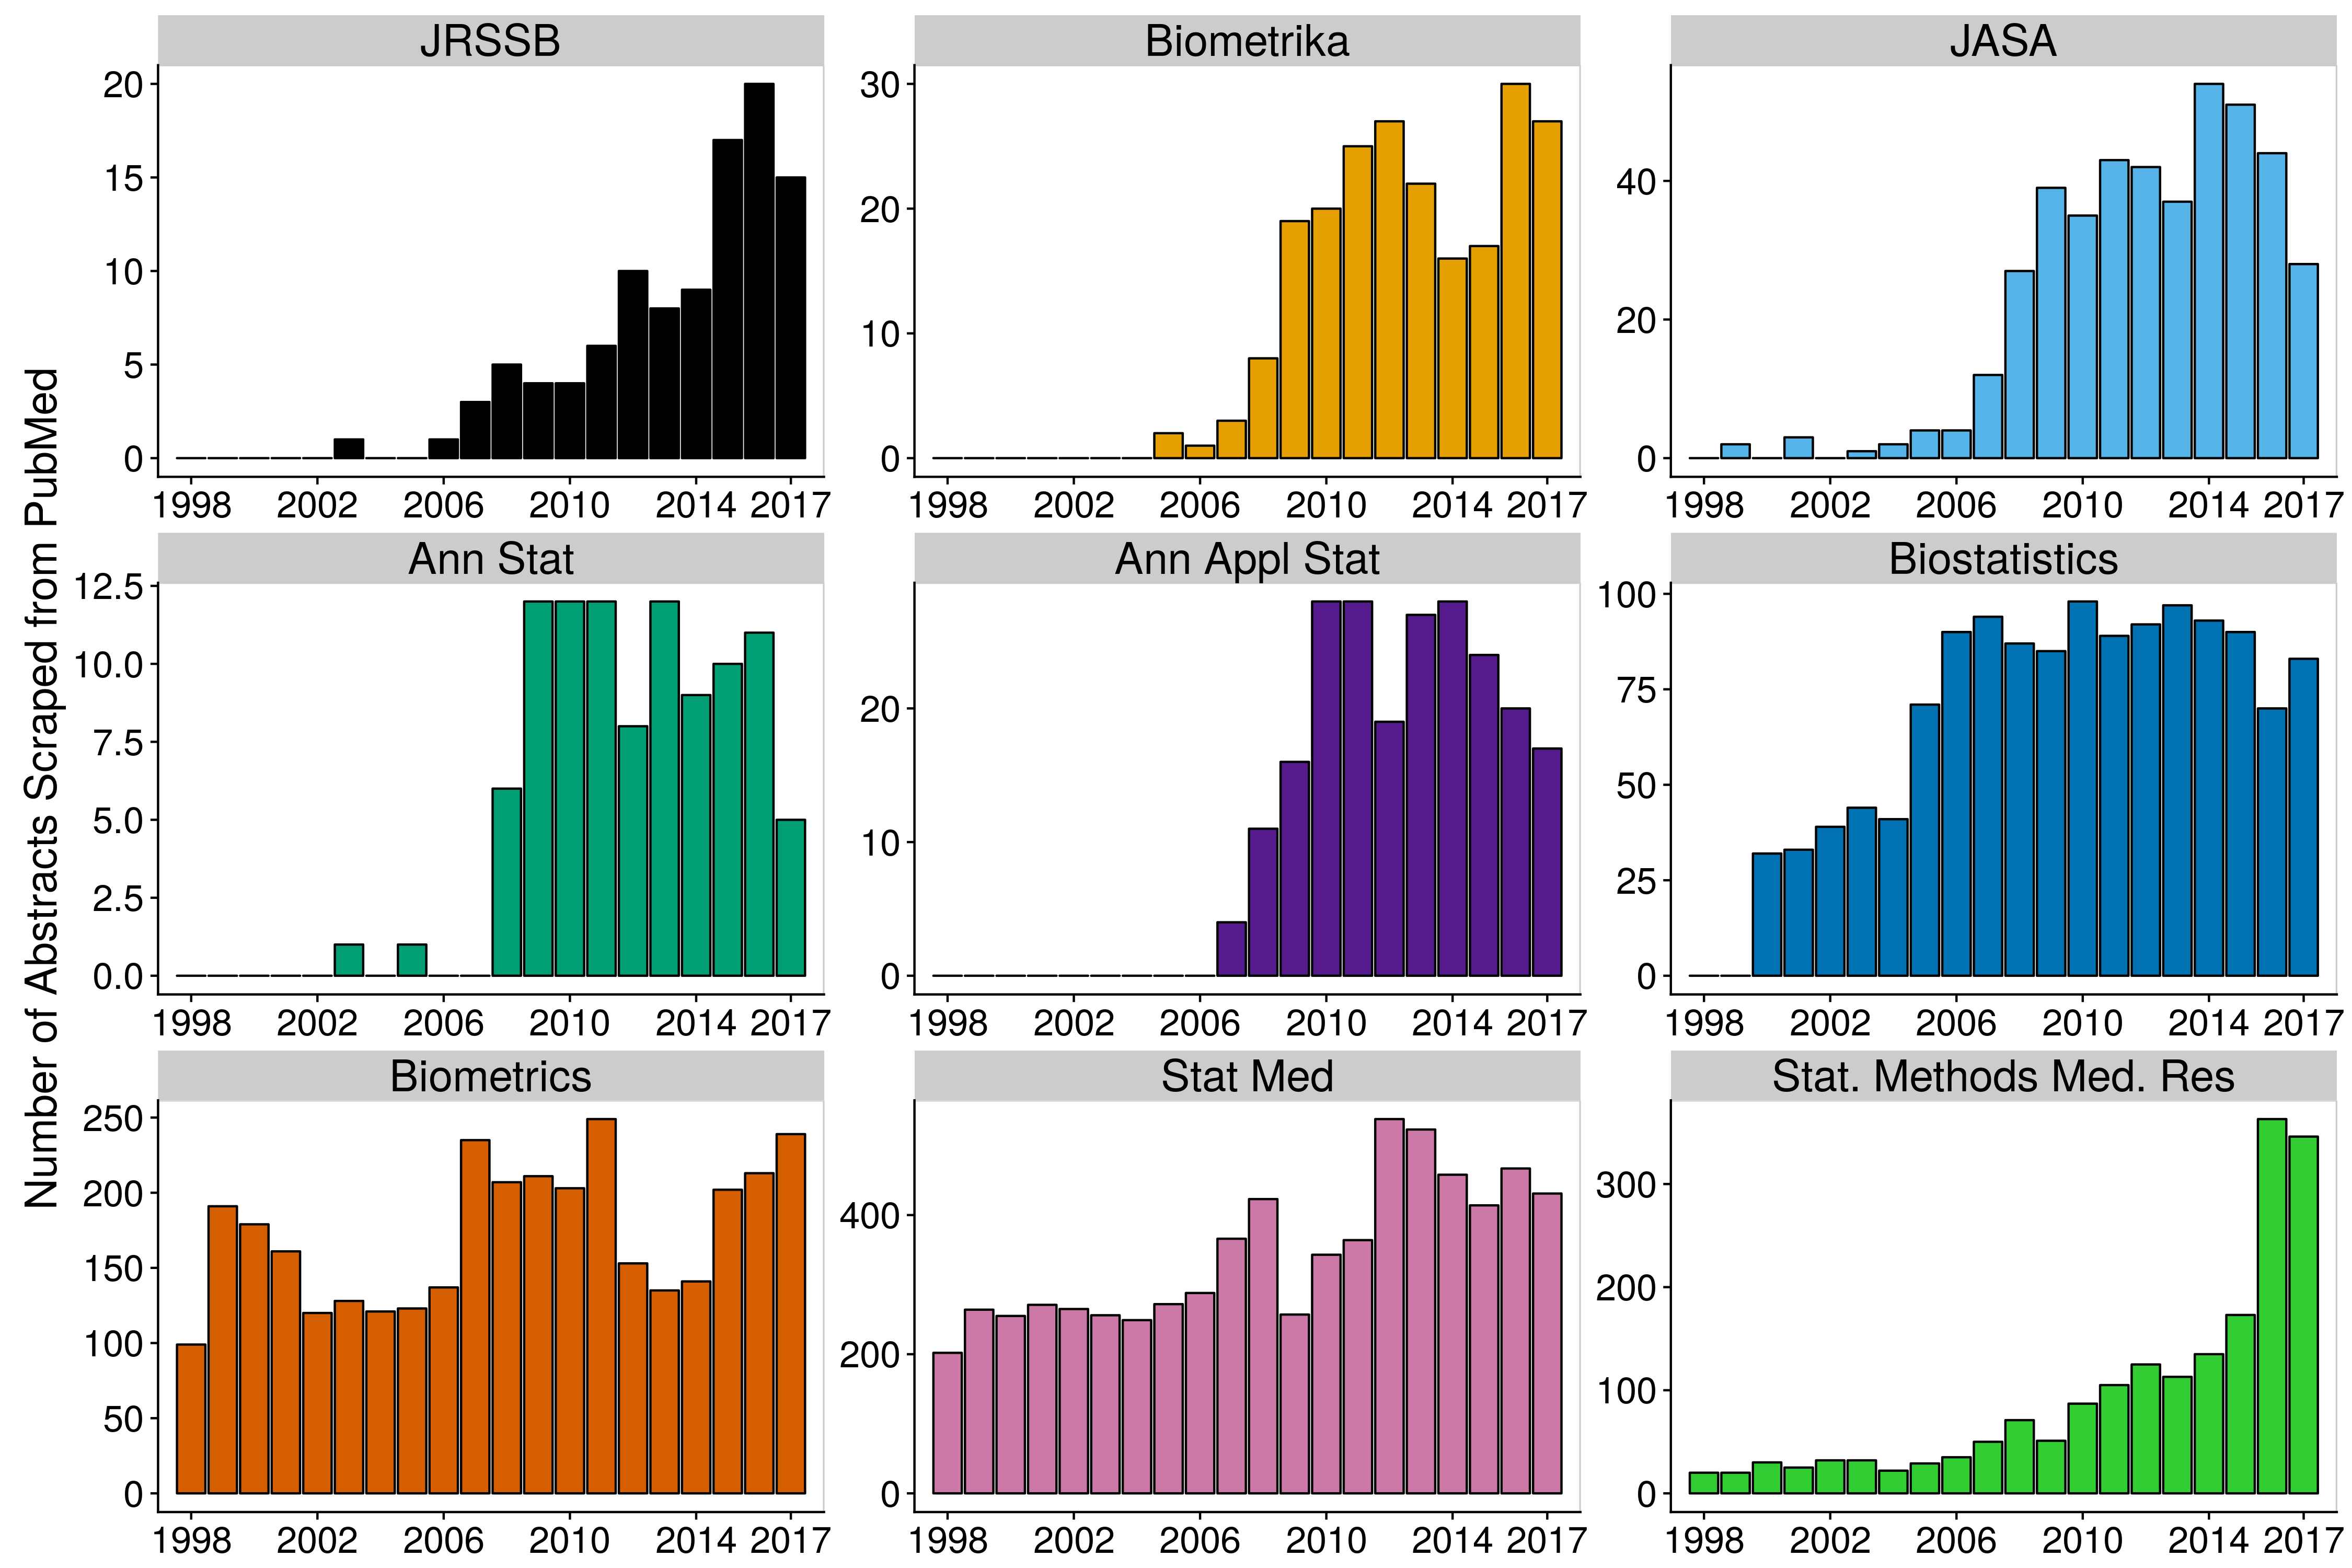 Number of Abstracts Scraped from PubMed
JRSSB
20
15
10
5
0
1998 2002 2006 2010 2014 2017
Biometrika
30
20
10
0
1998 2002 2006 2010 2014 2017
JASA
40
20
0
1998 2002 2006 2010 2014 2017
Ann Stat
12.5
10.0
7.5
5.0
2.5
0.0
1998 2002 2006 2010 2014 2017
Ann Appl Stat
20
10
0
1998 2002 2006 2010 2014 2017
Biostatistics
100
75
50
25
0
1998 2002 2006 2010 2014 2017
Biometrics
250
200
150
100
50
0
1998 2002 2006 2010 2014 2017
Stat Med
400
200
0
1998 2002 2006 2010 2014 2017
Stat. Methods Med. Res
300
200
100
0
1998 2002 2006 2010 2014 2017